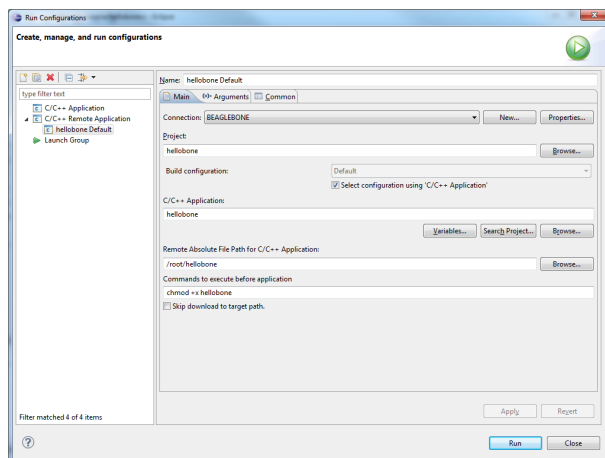 Run Configurations
Create, manage, and run configurations
type filter text
C/C++ Application
C/C++ Remote Application
hellobone Default
Launch Group
Filter matched 4 of 4 items
Name: hellobone Default
Main Arguments Common
Connection: BEAGLEBONE New... Properties...
Project:
hellobone Browse...
Build configuration: Default
Select configuration using 'C/C++ Application'
C/C++ Application:
hellobone
Variables... Search Project... Browse...
Remote Absolute File Path for C/C++ Application:
/root/hellobone Browse...
Commands to execute before application
chmod +x hellobone
Skip download to target path.
Apply Revert
Run Close